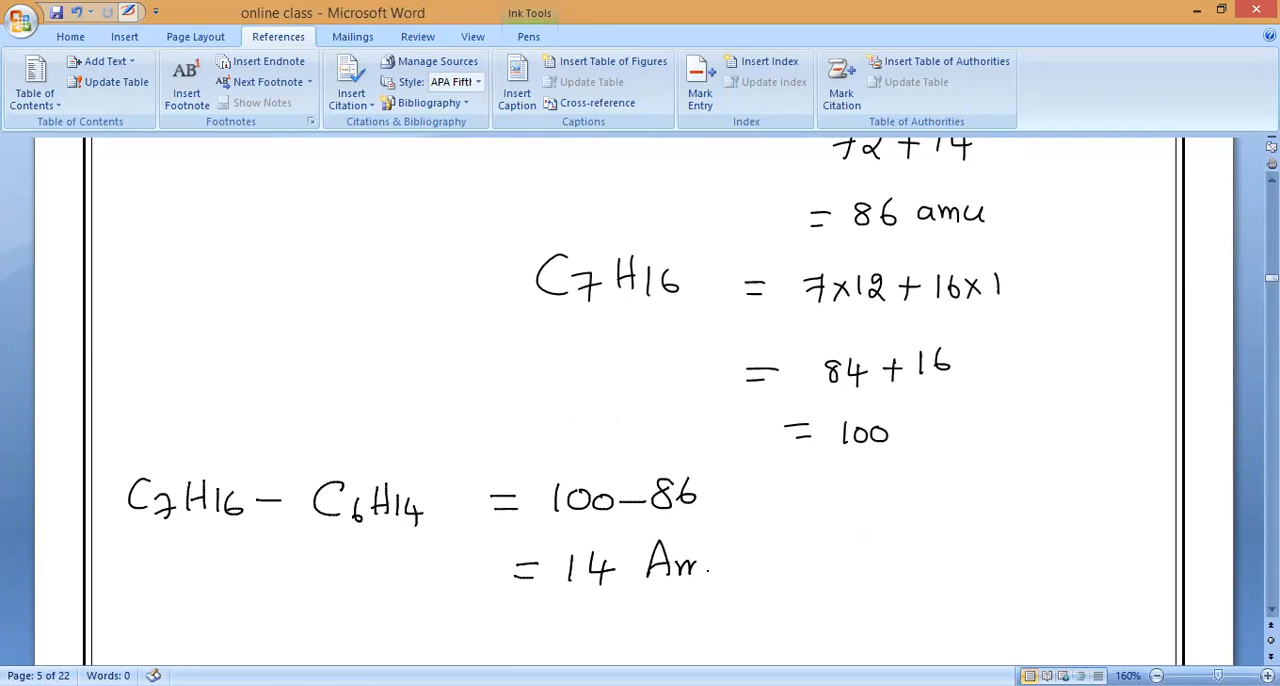 online class - Microsoft Word
Ink Tools
Home Insert Page Layout References Mailings Review View Pens
Table of Contents
Add Text
Update Table
Table of Contents
AB¹
Insert Footnote
Insert Endnote
Next Footnote
Show Notes
Footnotes
Insert Citation
Manage Sources
Style: APA Fifth
Bibliography
Citations & Bibliography
Insert Caption
Insert Table of Figures
Update Table
Cross-reference
Captions
Mark Entry
Insert Index
Update Index
Index
Mark Citation
Insert Table of Authorities
Update Table
Table of Authorities
72 + 14
= 86 amu
C7H16 = 7×12 + 16×1
= 84 + 16
= 100
C7H16 - C6H14 = 100-86
= 14 Am.
Page: 5 of 22 Words: 0 160%